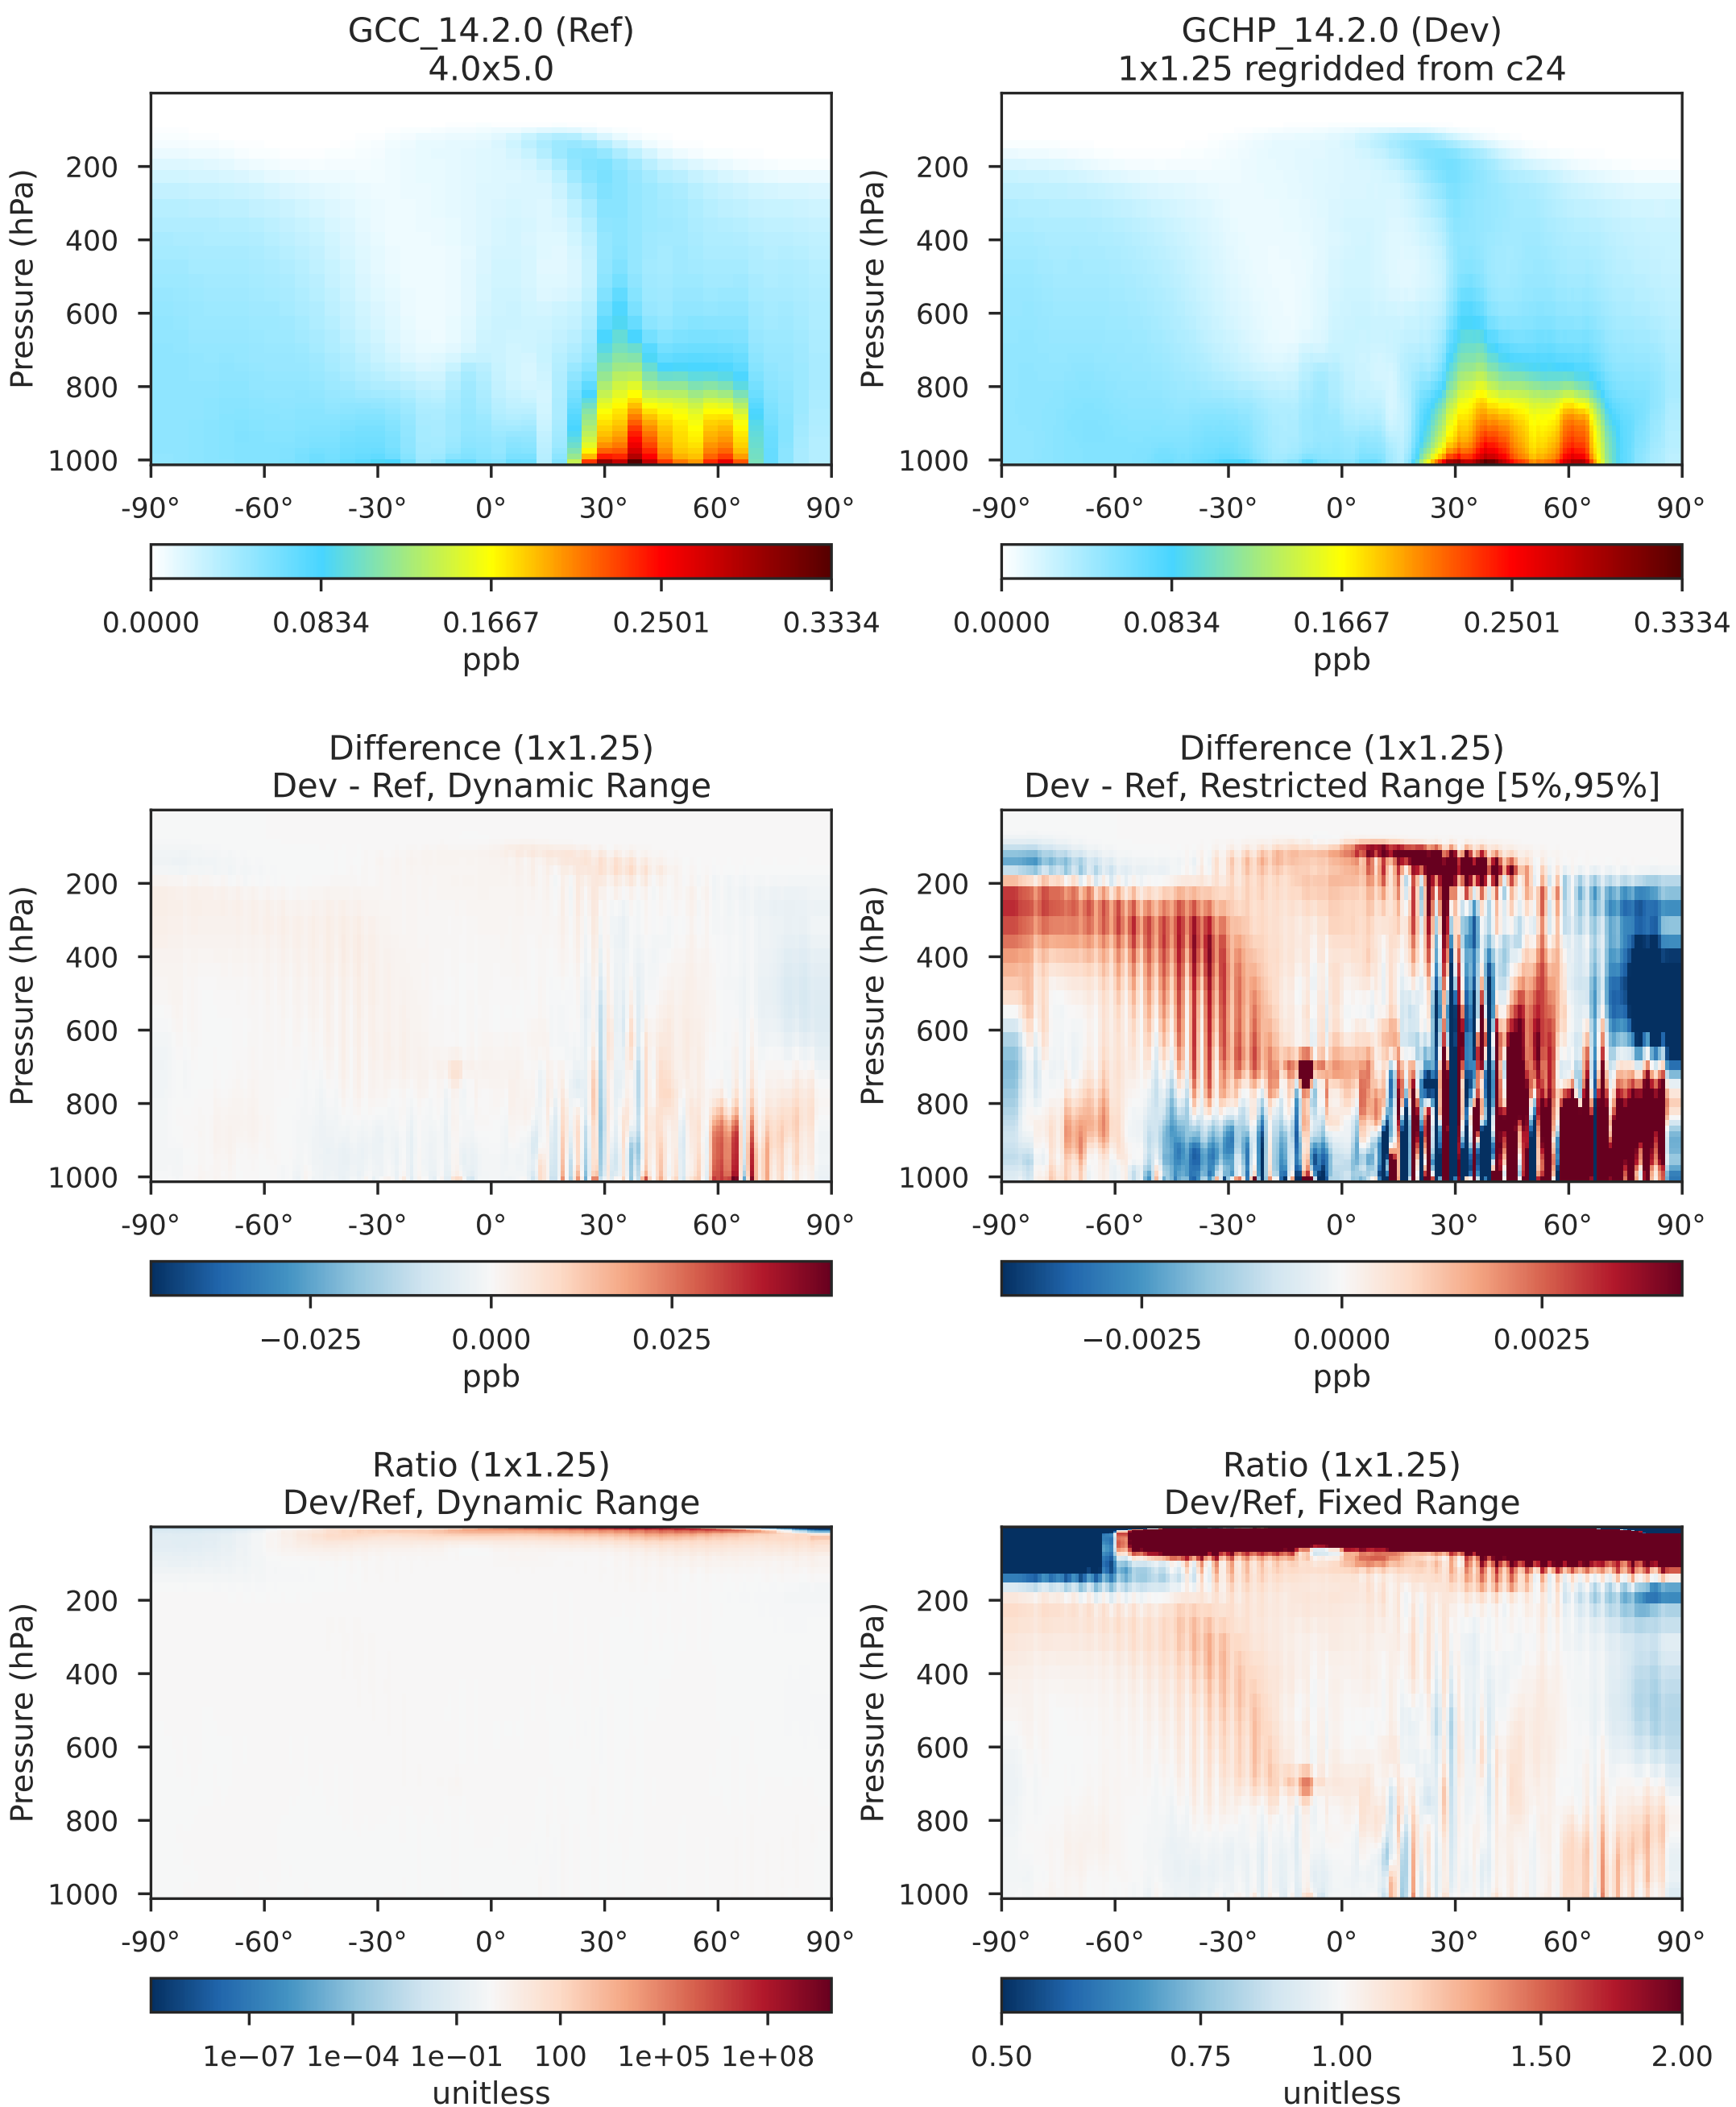 GCC_14.2.0 (Ref)
4.0x5.0
Pressure (hPa)
200
400
600
800
1000
-90° -60° -30° 0° 30° 60° 90°
0.0000 0.0834 0.1667 0.2501 0.3334
ppb
GCHP_14.2.0 (Dev)
1x1.25 regridded from c24
Pressure (hPa)
200
400
600
800
1000
-90° -60° -30° 0° 30° 60° 90°
0.0000 0.0834 0.1667 0.2501 0.3334
ppb
Difference (1x1.25)
Dev - Ref, Dynamic Range
Pressure (hPa)
200
400
600
800
1000
-90° -60° -30° 0° 30° 60° 90°
−0.025 0.000 0.025
ppb
Difference (1x1.25)
Dev - Ref, Restricted Range [5%,95%]
Pressure (hPa)
200
400
600
800
1000
-90° -60° -30° 0° 30° 60° 90°
−0.0025 0.0000 0.0025
ppb
Ratio (1x1.25)
Dev/Ref, Dynamic Range
Pressure (hPa)
200
400
600
800
1000
-90° -60° -30° 0° 30° 60° 90°
1e−07 1e−04 1e−01 100 1e+05 1e+08
unitless
Ratio (1x1.25)
Dev/Ref, Fixed Range
Pressure (hPa)
200
400
600
800
1000
-90° -60° -30° 0° 30° 60° 90°
0.50 0.75 1.00 1.50 2.00
unitless